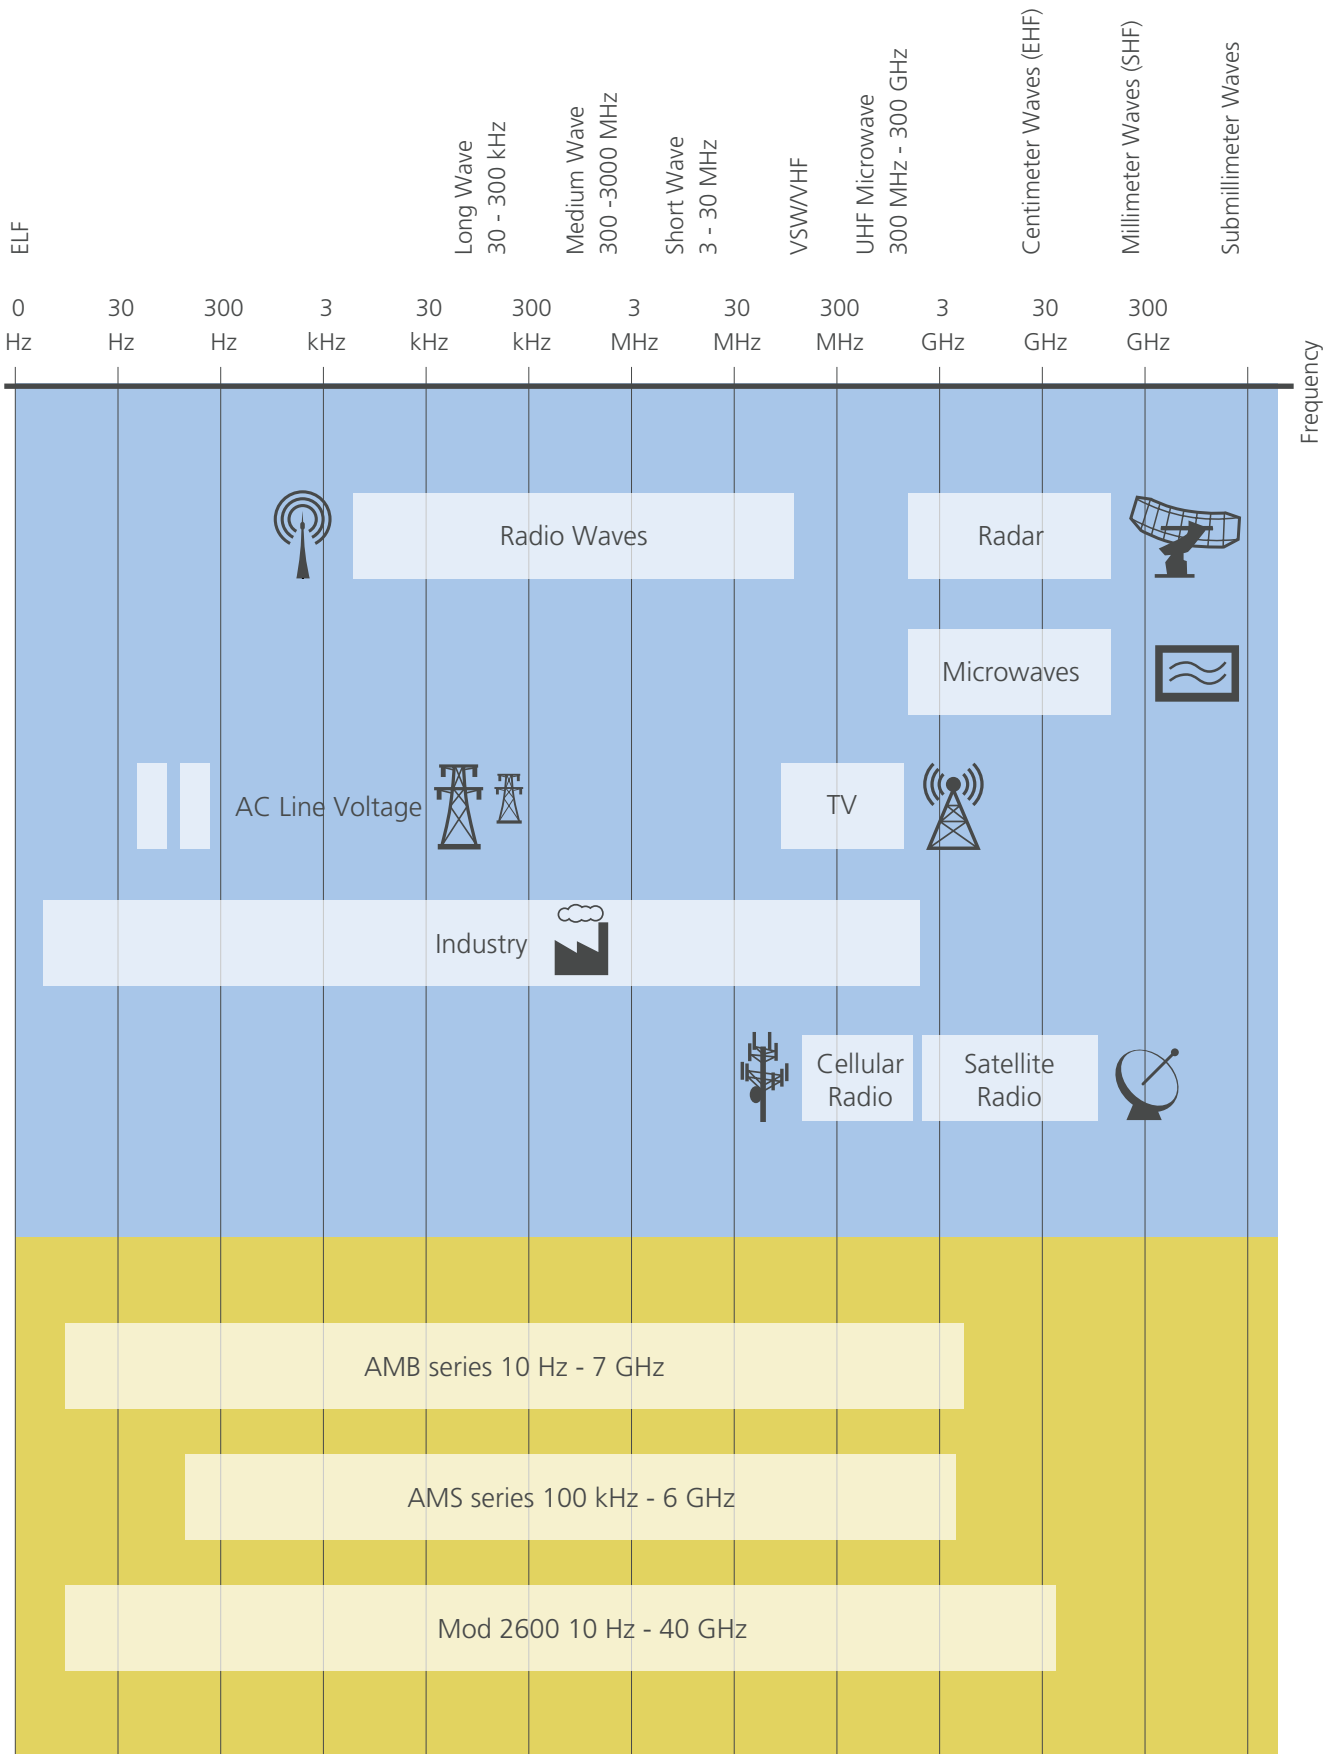 ELF
Long Wave
30 - 300 kHz
Medium Wave
300 -3000 MHz
Short Wave
3 - 30 MHz
VSW/VHF
UHF Microwave
300 MHz - 300 GHz
Centimeter Waves (EHF)
Millimeter Waves (SHF)
Submillimeter Waves
0 30 300 3 30 300 3 30 300 3 30 300
Hz Hz Hz kHz kHz kHz MHz MHz MHz GHz GHz GHz
Frequency
Radio Waves
Radar
Microwaves
AC Line Voltage
TV
Industry
Cellular
Radio
Satellite
Radio
AMB series 10 Hz - 7 GHz
AMS series 100 kHz - 6 GHz
Mod 2600 10 Hz - 40 GHz